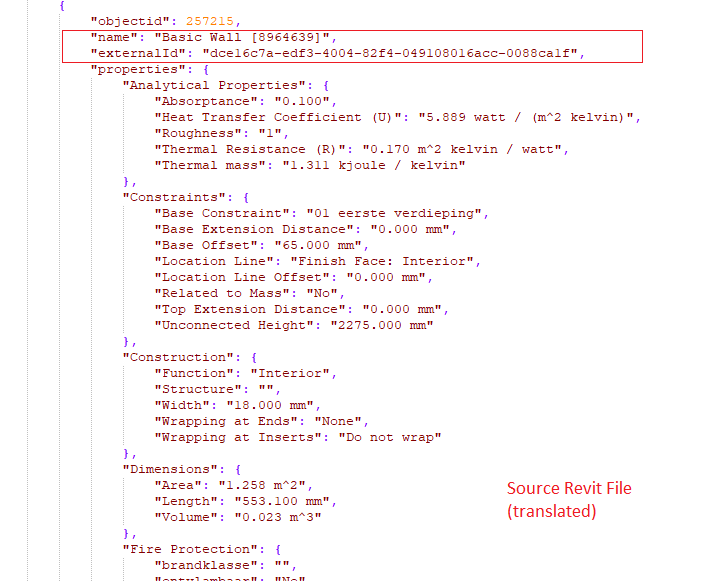 {
"objectid": 257215,
"name": "Basic Wall [8964639]",
"externalId": "dce16c7a-edf3-4004-82f4-049108016acc-0088ca1f",
"properties": {
"Analytical Properties": {
"Absorptance": "0.100",
"Heat Transfer Coefficient (U)": "5.889 watt / (m^2 kelvin)",
"Roughness": "1",
"Thermal Resistance (R)": "0.170 m^2 kelvin / watt",
"Thermal mass": "1.311 kjoule / kelvin"
},
"Constraints": {
"Base Constraint": "01 eerste verdieping",
"Base Extension Distance": "0.000 mm",
"Base Offset": "65.000 mm",
"Location Line": "Finish Face: Interior",
"Location Line Offset": "0.000 mm",
"Related to Mass": "No",
"Top Extension Distance": "0.000 mm",
"Unconnected Height": "2275.000 mm"
},
"Construction": {
"Function": "Interior",
"Structure": "",
"Width": "18.000 mm",
"Wrapping at Ends": "None",
"Wrapping at Inserts": "Do not wrap"
},
"Dimensions": {
"Area": "1.258 m^2",
"Length": "553.100 mm",
"Volume": "0.023 m^3"
},
"Fire Protection": {
"brandklasse": "",
Source Revit File
(translated)